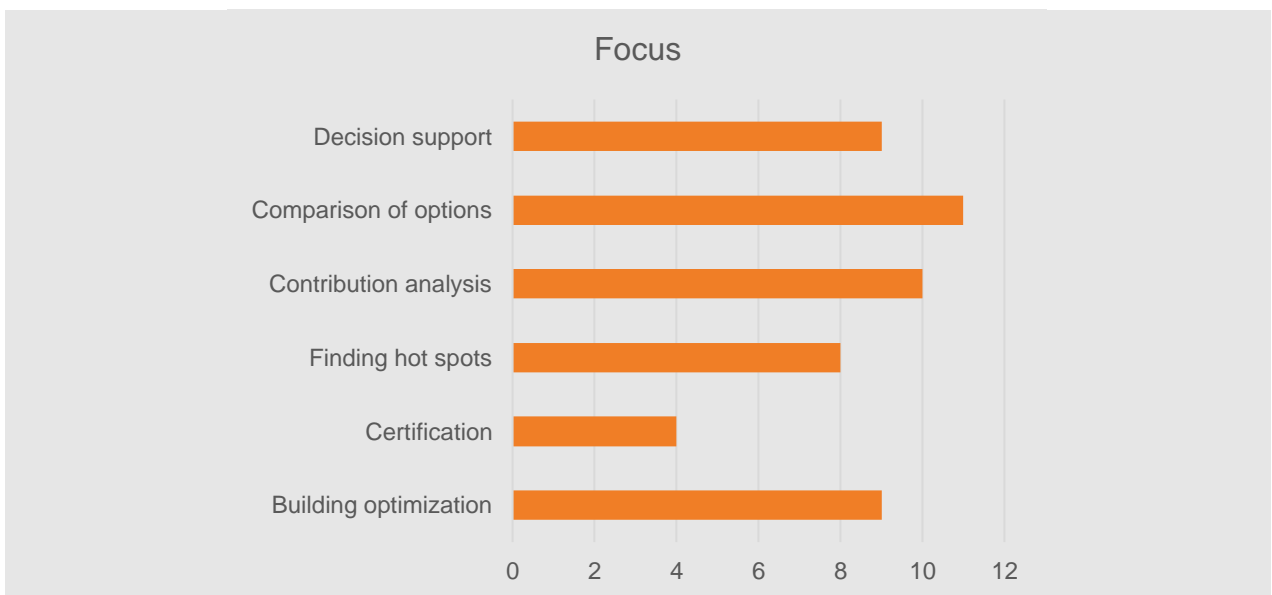 Focus
Decision support
Comparison of options
Contribution analysis
Finding hot spots
Certification
Building optimization
0 2 4 6 8 10 12